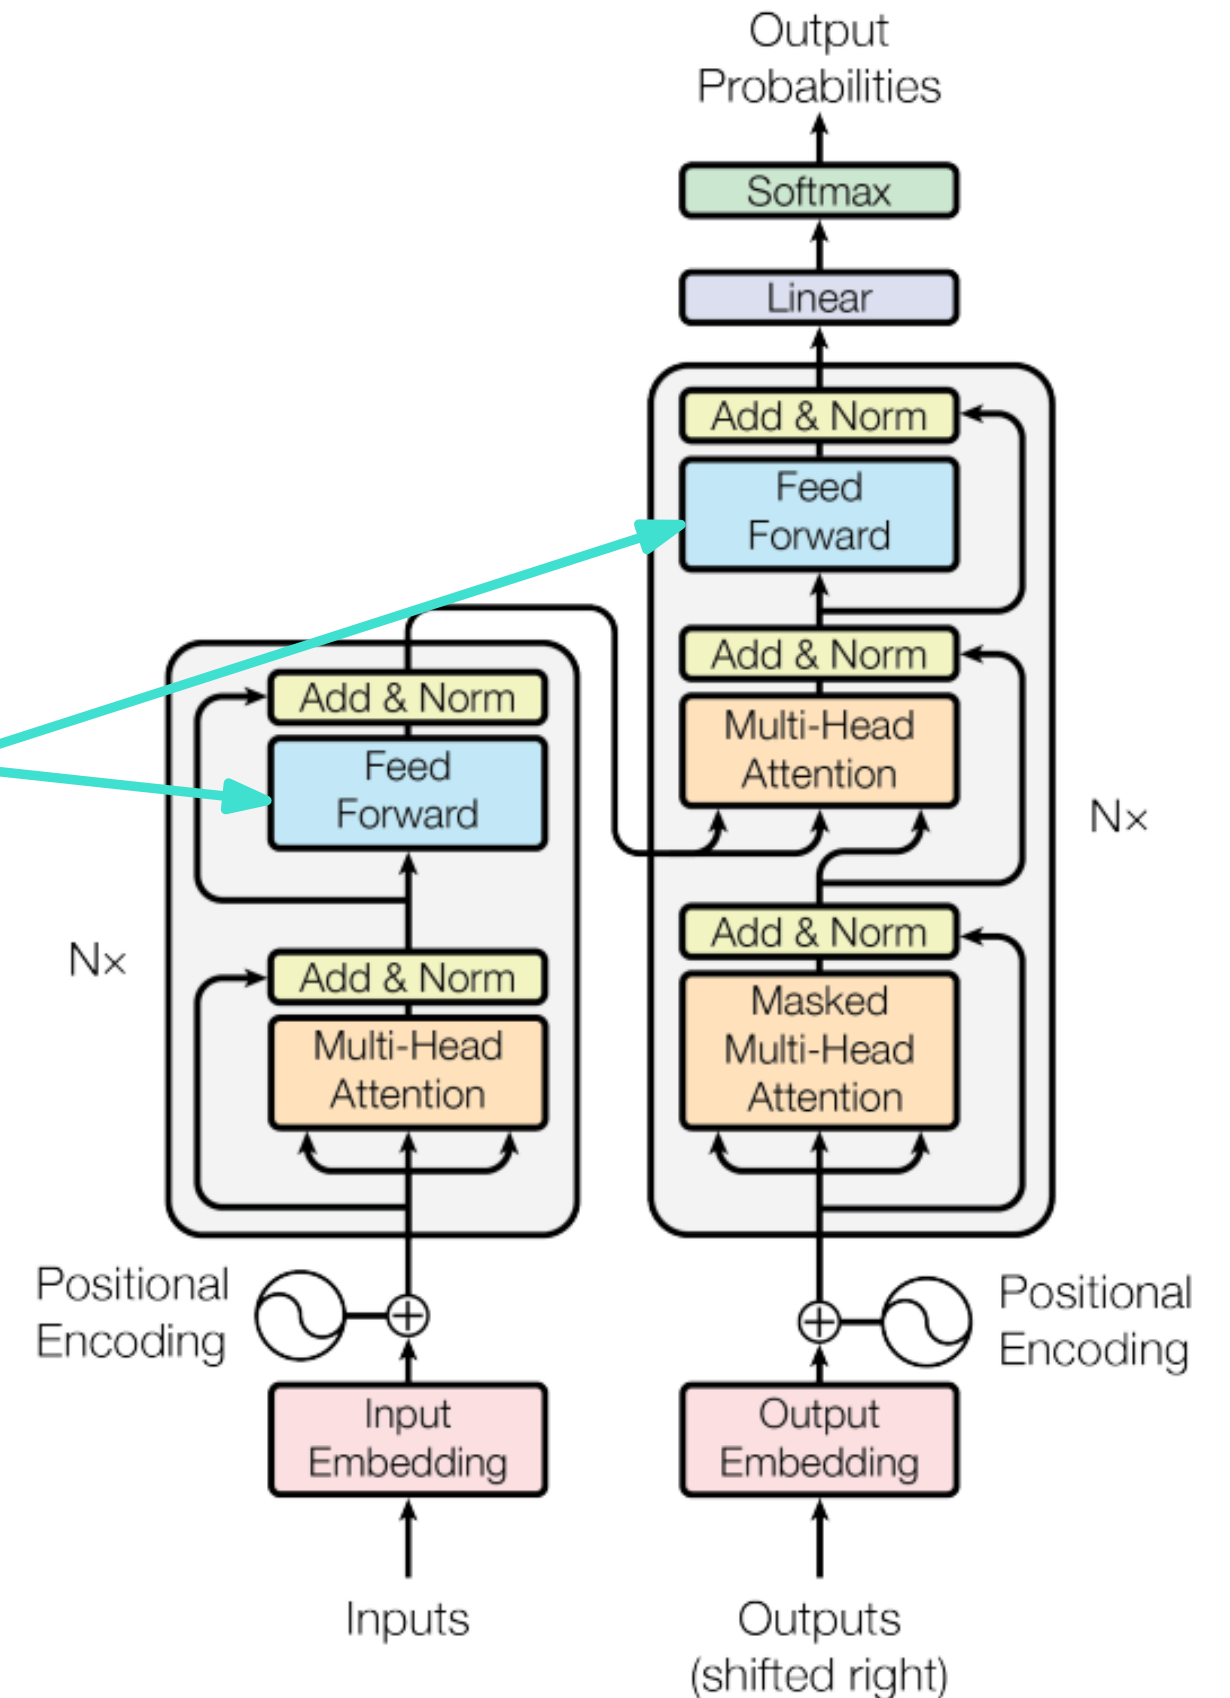 Output
Probabilities
Softmax
Linear
Add & Norm
Feed
Forward
Add & Norm
Multi-Head
Attention
Nx
Add & Norm
Masked
Multi-Head
Attention
Positional
Encoding
Output
Embedding
Outputs
(shifted right)
Add & Norm
Feed
Forward
Nx
Add & Norm
Multi-Head
Attention
Positional
Encoding
Input
Embedding
Inputs